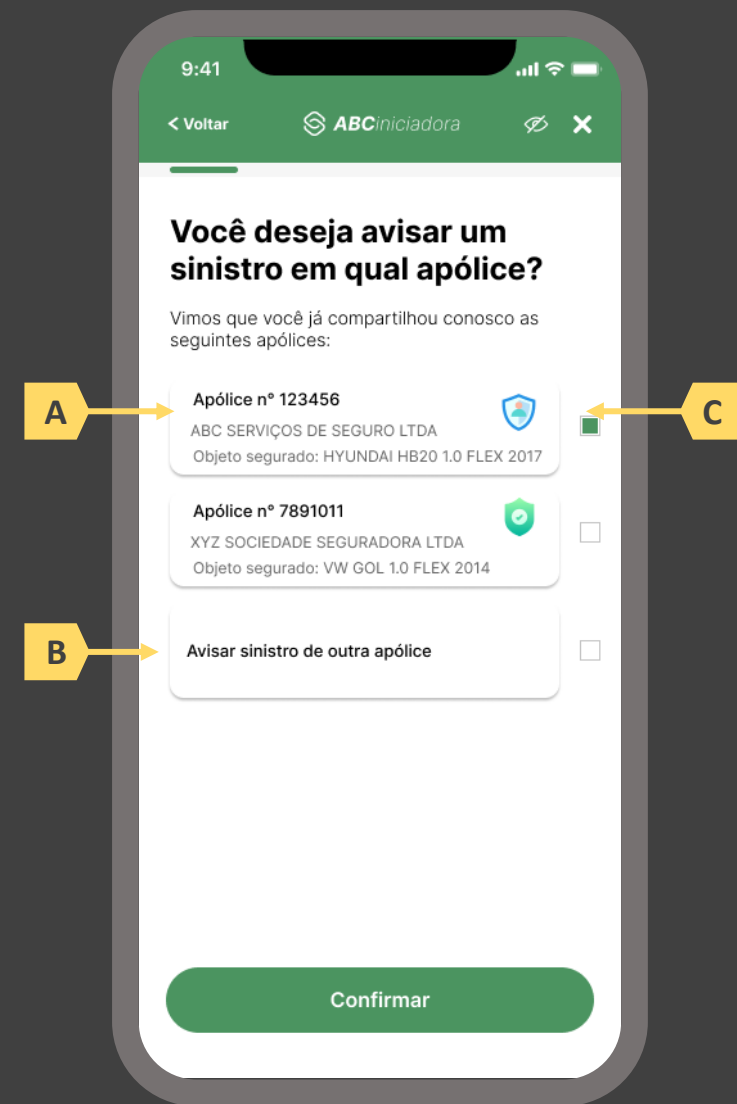 9:41
< Voltar
ABCiniciadora
Você deseja avisar um
sinistro em qual apólice?
Vimos que você já compartilhou conosco as
seguintes apólices:
A
Apólice n° 123456
C
ABC SERVIÇOS DE SEGURO LTDA
Objeto segurado: HYUNDAI HB20 1.0 FLEX 2017
Apólice n° 7891011
XYZ SOCIEDADE SEGURADORA LTDA
Objeto segurado: VW GOL 1.0 FLEX 2014
B
Avisar sinistro de outra apólice
Confirmar